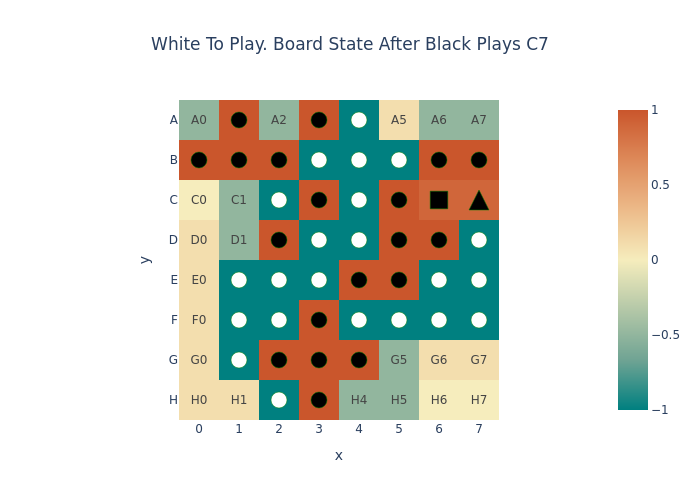 White To Play. Board State After Black Plays C7
A A0 A2 A5 A6 A7 1
B
C C0 C1 0.5
D D0 D1
y E E0 0
F F0 −0.5
G G0 G5 G6 G7
H H0 H1 H4 H5 H6 H7 −1
0 1 2 3 4 5 6 7
x